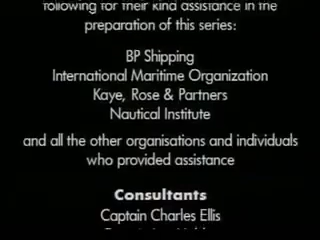 following for their kind assistance in the
preparation of this series:
BP Shipping
International Maritime Organization
Kaye, Rose & Partners
Nautical Institute
and all the other organisations and individuals
who provided assistance
Consultants
Captain Charles Ellis